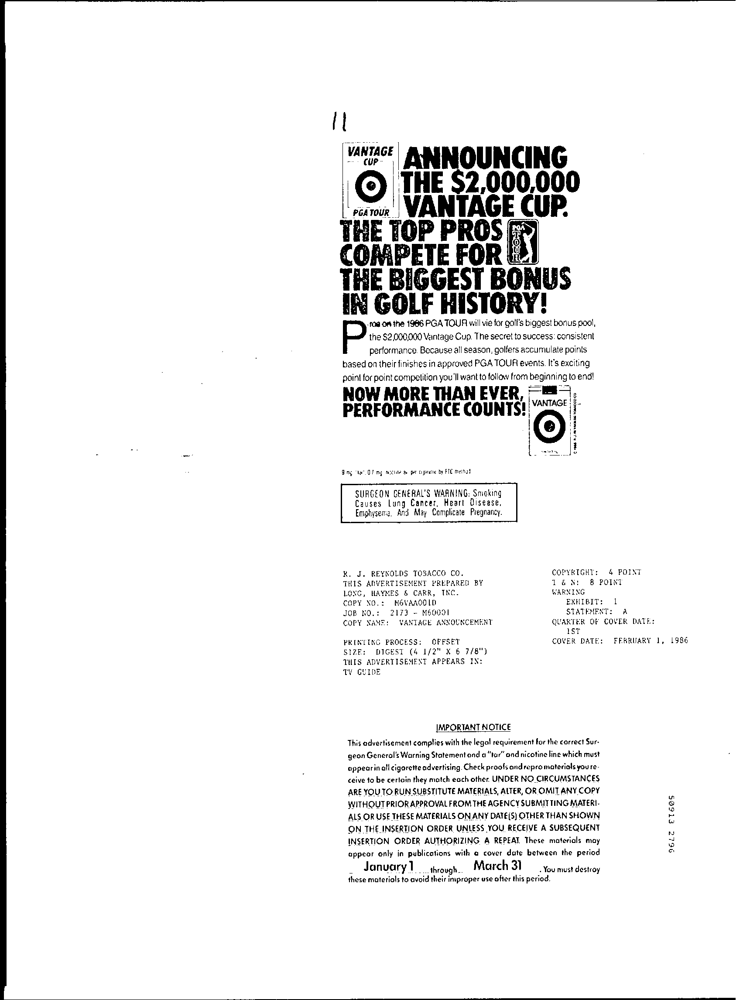 11
VANTAGE
CUP
PGA TOUR
ANNOUNCING
THE $2,000,000
VANTAGE CUP.
THE TOP PROS
COMPETE FOR
THE BIGGEST BONUS
IN GOLF HISTORY!
PGA TOUR
Pros on the 1986 PGA TOUR will vie for golf's biggest bonus pool,
the $2,000,000 Vantage Cup. The secret to success: consistent
performance. Because all season, golfers accumulate points
based on their finishes in approved PGA TOUR events. It's exciting
point for point competition you'll want to follow from beginning to end!
NOW MORE THAN EVER,
PERFORMANCE COUNTS!
VANTAGE
mg. nicotine av. per cigarette by FTC method.
SURGEON GENERAL'S WARNING: Smoking
Causes Lung Cancer, Heart Disease,
Emphysema, And May Complicate Pregnancy.
R. J. REYNOLDS TOBACCO CO.
THIS ADVERTISEMENT PREPARED BY
LONG, HAYMES & CARR, INC.
COPY NO.: M6VAA001D
JOB NO.: 2173 - M60001
COPY NAME: VANTAGE ANNOUNCEMENT
PRINTING PROCESS: OFFSET
SIZE: DIGEST (4 1/2" X 6 7/8")
THIS ADVERTISEMENT APPEARS IN:
TV GUIDE
COPYRIGHT: 4 POINT
T & N: 8 POINT
WARNING
EXHIBIT: 1
STATEMENT: A
QUARTER OF COVER DATE:
1ST
COVER DATE: FEBRUARY 1, 1986
IMPORTANT NOTICE
This advertisement complies with the legal requirement for the correct Sur-
geon General's Warning Statement and a "tar" and nicotine line which must
appear in all cigarette advertising. Check proofs and repro materials you re-
ceive to be certain they match each other. UNDER NO CIRCUMSTANCES
ARE YOU TO RUN SUBSTITUTE MATERIALS, ALTER, OR OMIT ANY COPY
WITHOUT PRIOR APPROVAL FROM THE AGENCY SUBMITTING MATERI-
ALS OR USE THESE MATERIALS ON ANY DATE(S) OTHER THAN SHOWN
ON THE INSERTION ORDER UNLESS YOU RECEIVE A SUBSEQUENT
INSERTION ORDER AUTHORIZING A REPEAT. These materials may
appear only in publications with a cover date between the period
January 1 through March 31. You must destroy
these materials to avoid their improper use after this period.
50913 2796